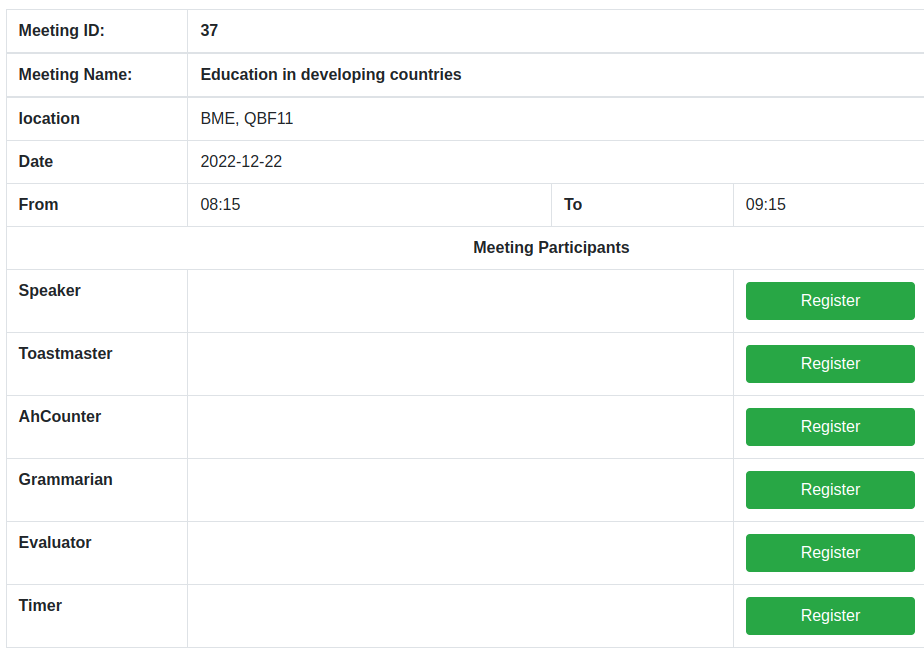 Meeting ID: 37
Meeting Name: Education in developing countries
location BME, QBF11
Date 2022-12-22
From 08:15 To 09:15
Meeting Participants
Speaker Register
Toastmaster Register
AhCounter Register
Grammarian Register
Evaluator Register
Timer Register